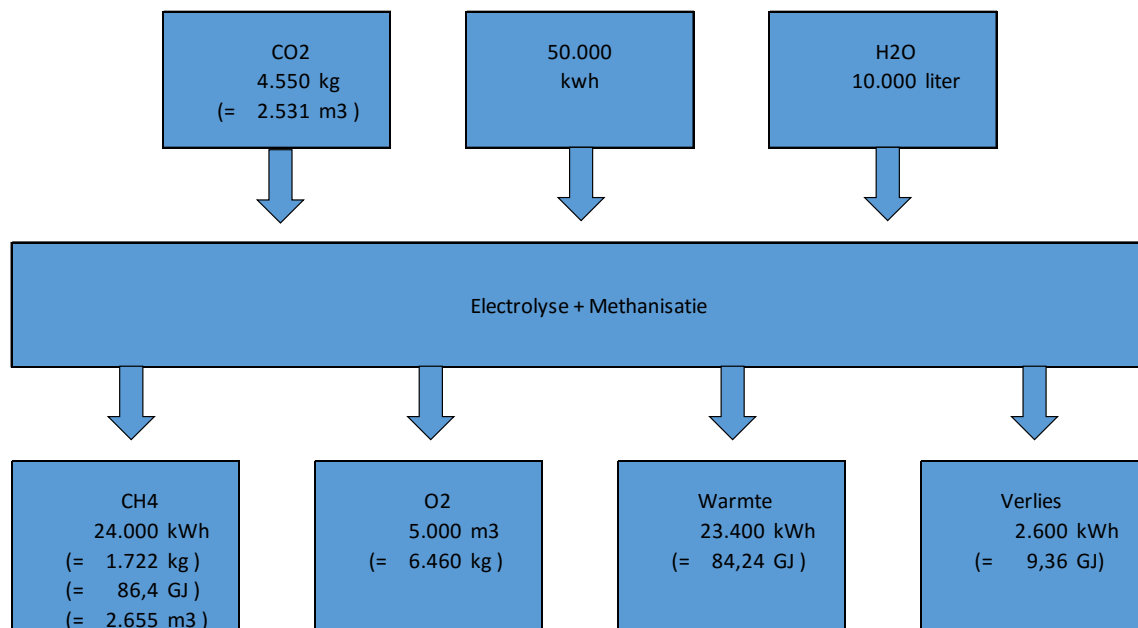 CO2
4.550 kg
(= 2.531 m3 )
50.000
kwh
H2O
10.000 liter
Electrolyse + Methanisatie
CH4
24.000 kWh
(= 1.722 kg )
(= 86,4 GJ )
(= 2.655 m3 )
O2
5.000 m3
(= 6.460 kg )
Warmte
23.400 kWh
(= 84,24 GJ )
Verlies
2.600 kWh
(= 9,36 GJ)